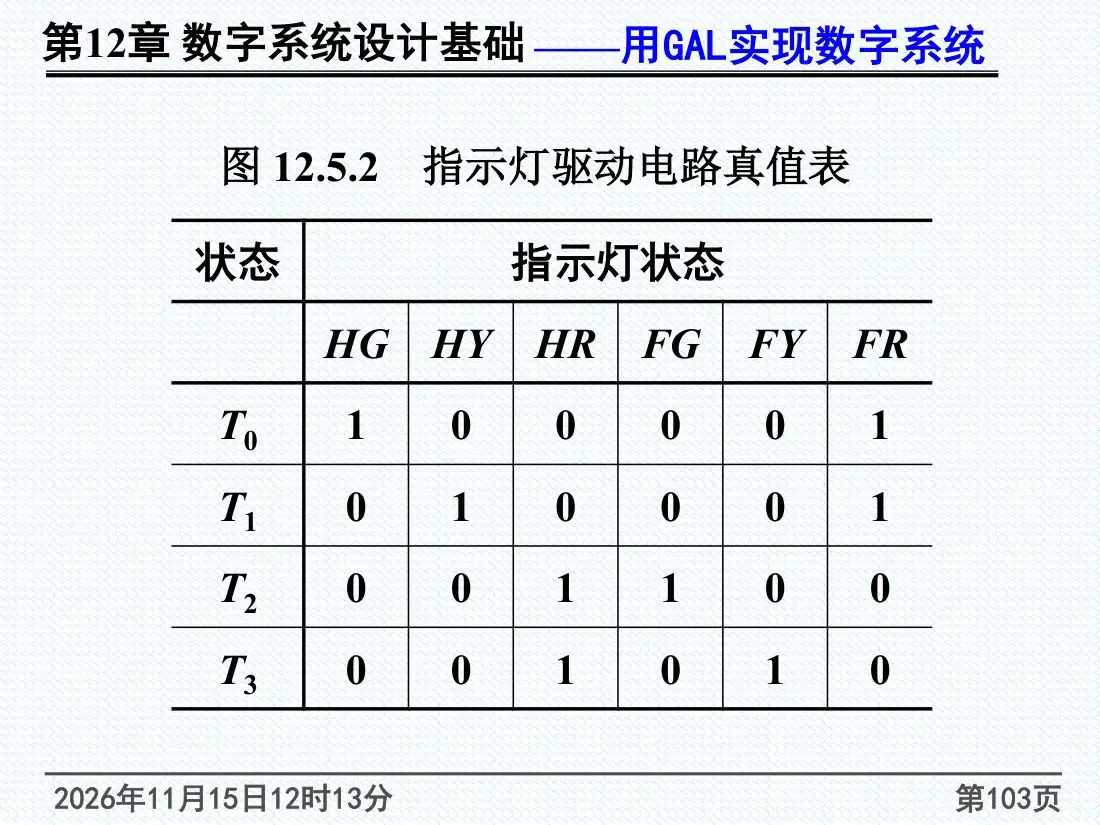 第12章 数字系统设计基础 ——用GAL实现数字系统
图 12.5.2 指示灯驱动电路真值表
状态 指示灯状态
HG HY HR FG FY FR
T0 1 0 0 0 0 1
T1 0 1 0 0 0 1
T2 0 0 1 1 0 0
T3 0 0 1 0 1 0
2026年11月15日12时13分 第103页